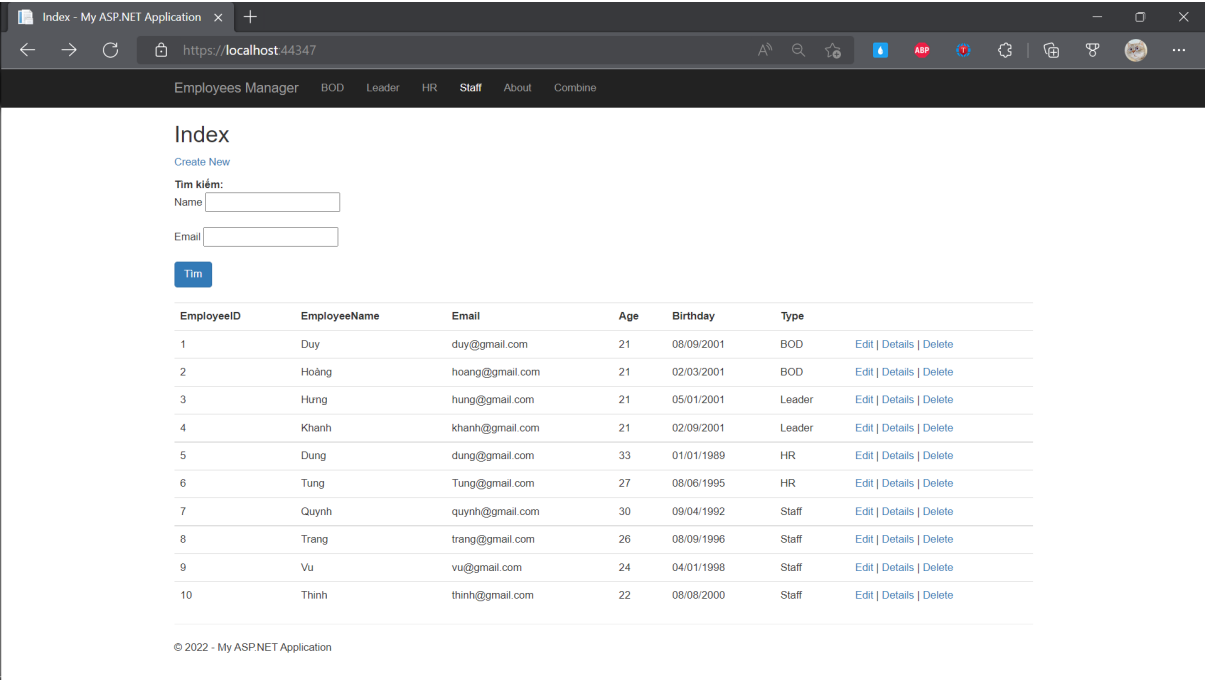 Index - My ASP.NET Application
https://localhost:44347
ABP
Employees Manager BOD Leader HR Staff About Combine
Index
Create New
Tìm kiếm:
Name
Email
Tìm
EmployeeID EmployeeName Email Age Birthday Type
1 Duy duy@gmail.com 21 08/09/2001 BOD Edit | Details | Delete
2 Hoàng hoang@gmail.com 21 02/03/2001 BOD Edit | Details | Delete
3 Hưng hung@gmail.com 21 05/01/2001 Leader Edit | Details | Delete
4 Khanh khanh@gmail.com 21 02/09/2001 Leader Edit | Details | Delete
5 Dung dung@gmail.com 33 01/01/1989 HR Edit | Details | Delete
6 Tung Tung@gmail.com 27 08/06/1995 HR Edit | Details | Delete
7 Quynh quynh@gmail.com 30 09/04/1992 Staff Edit | Details | Delete
8 Trang trang@gmail.com 26 08/09/1996 Staff Edit | Details | Delete
9 Vu vu@gmail.com 24 04/01/1998 Staff Edit | Details | Delete
10 Thinh thinh@gmail.com 22 08/08/2000 Staff Edit | Details | Delete
© 2022 - My ASP.NET Application